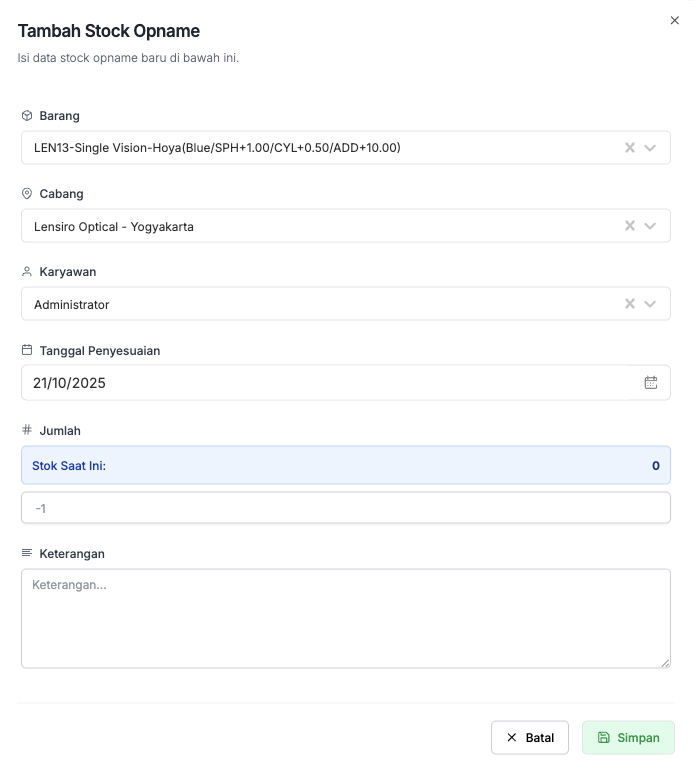 Tambah Stock Opname
Isi data stock opname baru di bawah ini.
Barang
LEN13-Single Vision-Hoya(Blue/SPH+1.00/CYL+0.50/ADD+10.00)
Cabang
Lensiro Optical - Yogyakarta
Karyawan
Administrator
Tanggal Penyesuaian
21/10/2025
Jumlah
Stok Saat Ini: 0
-1
Keterangan
Keterangan...
Batal Simpan